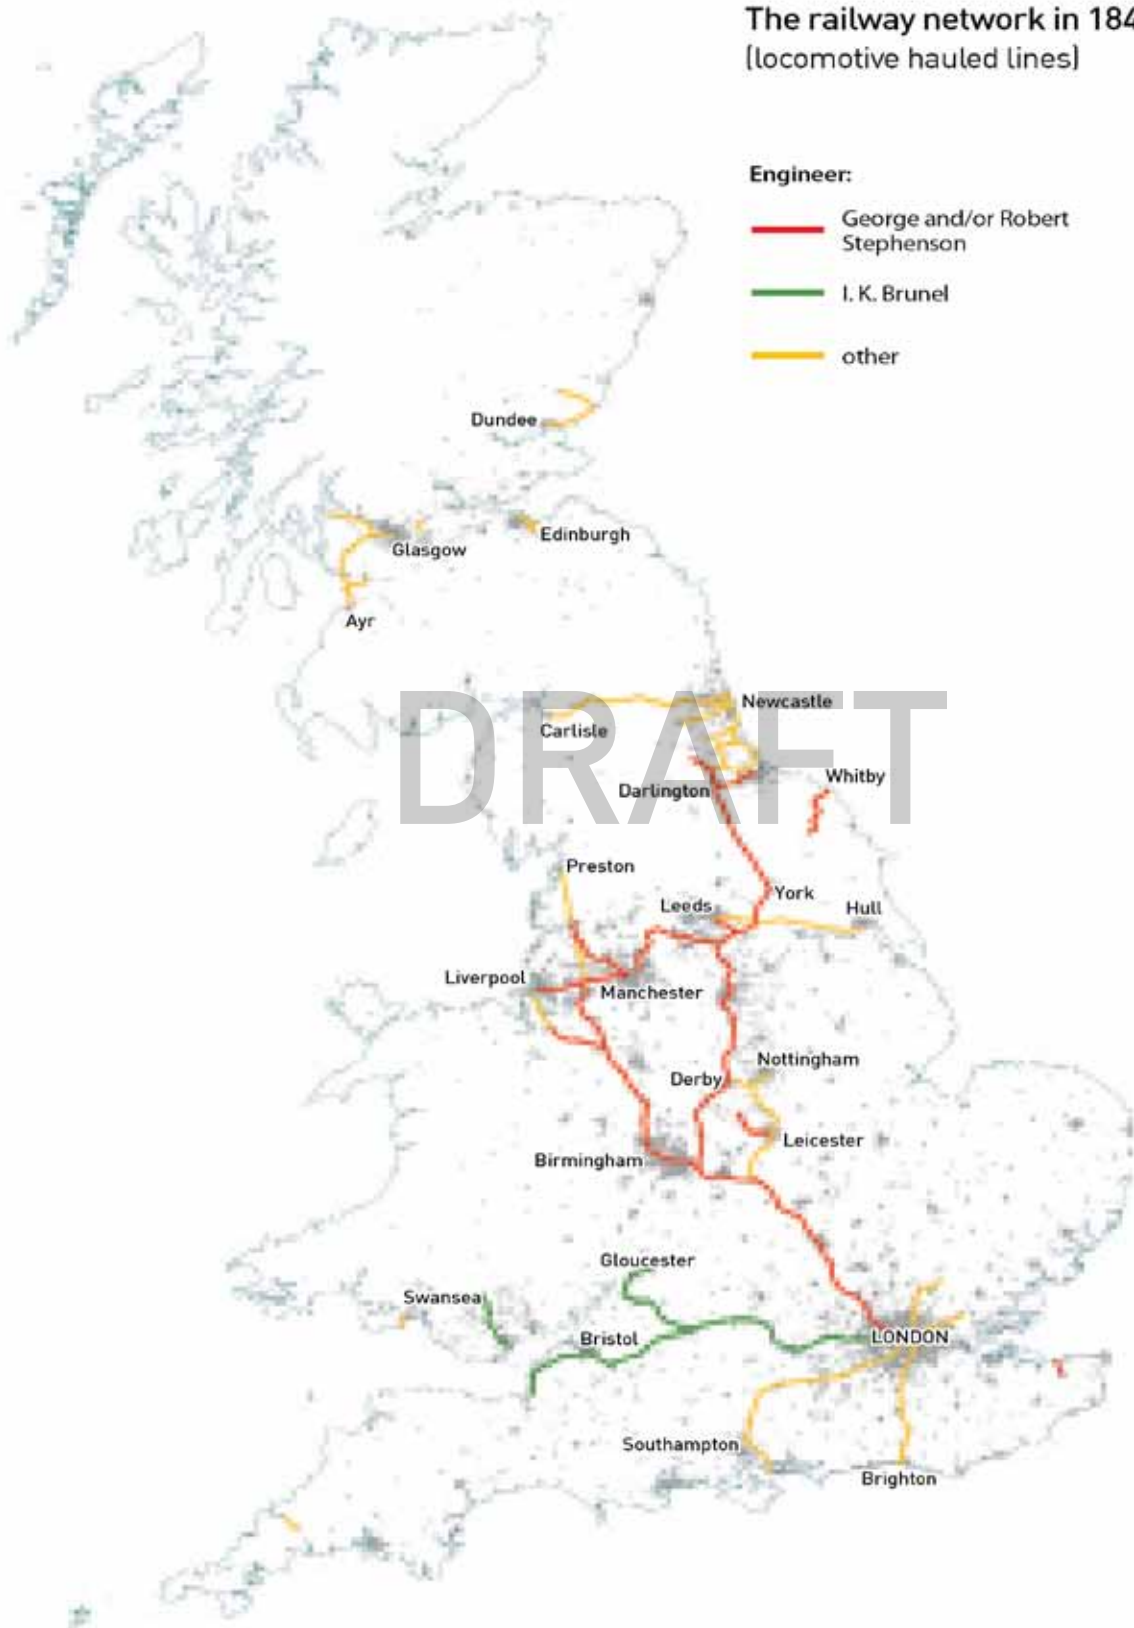 The railway network in 184
(locomotive hauled lines)
Engineer:
George and/or Robert
Stephenson
I. K. Brunel
other
Dundee
Edinburgh
Glasgow
Ayr
DRAFT
Newcastle
Carlisle
Whitby
Darlington
Preston
York
Leeds
Hull
Liverpool
Manchester
Nottingham
Derby
Leicester
Birmingham
Gloucester
Swansea
Bristol
LONDON
Southampton
Brighton